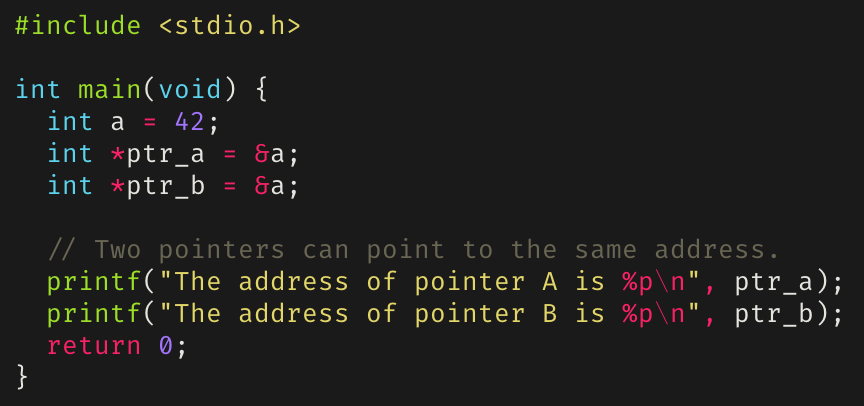 #include <stdio.h>

int main(void) {
  int a = 42;
  int *ptr_a = &a;
  int *ptr_b = &a;

  // Two pointers can point to the same address.
  printf("The address of pointer A is %p\n", ptr_a);
  printf("The address of pointer B is %p\n", ptr_b);
  return 0;
}